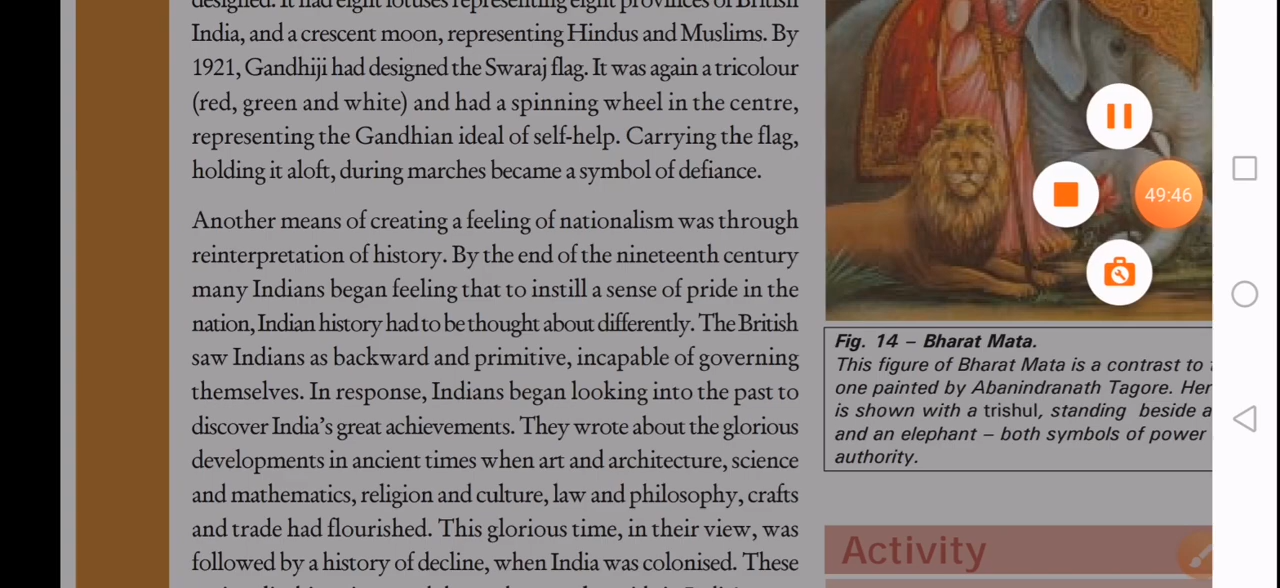 designed. It had eight lotuses representing eight provinces of British
India, and a crescent moon, representing Hindus and Muslims. By
1921, Gandhiji had designed the Swaraj flag. It was again a tricolour
(red, green and white) and had a spinning wheel in the centre,
representing the Gandhian ideal of self-help. Carrying the flag,
holding it aloft, during marches became a symbol of defiance.
Another means of creating a feeling of nationalism was through
reinterpretation of history. By the end of the nineteenth century
many Indians began feeling that to instill a sense of pride in the
nation, Indian history had to be thought about differently. The British
saw Indians as backward and primitive, incapable of governing
themselves. In response, Indians began looking into the past to
discover India's great achievements. They wrote about the glorious
developments in ancient times when art and architecture, science
and mathematics, religion and culture, law and philosophy, crafts
and trade had flourished. This glorious time, in their view, was
followed by a history of decline, when India was colonised. These
49:46
Fig. 14 – Bharat Mata.
This figure of Bharat Mata is a contrast to
one painted by Abanindranath Tagore. Her
is shown with a trishul, standing beside a
and an elephant – both symbols of power
authority.
Activity